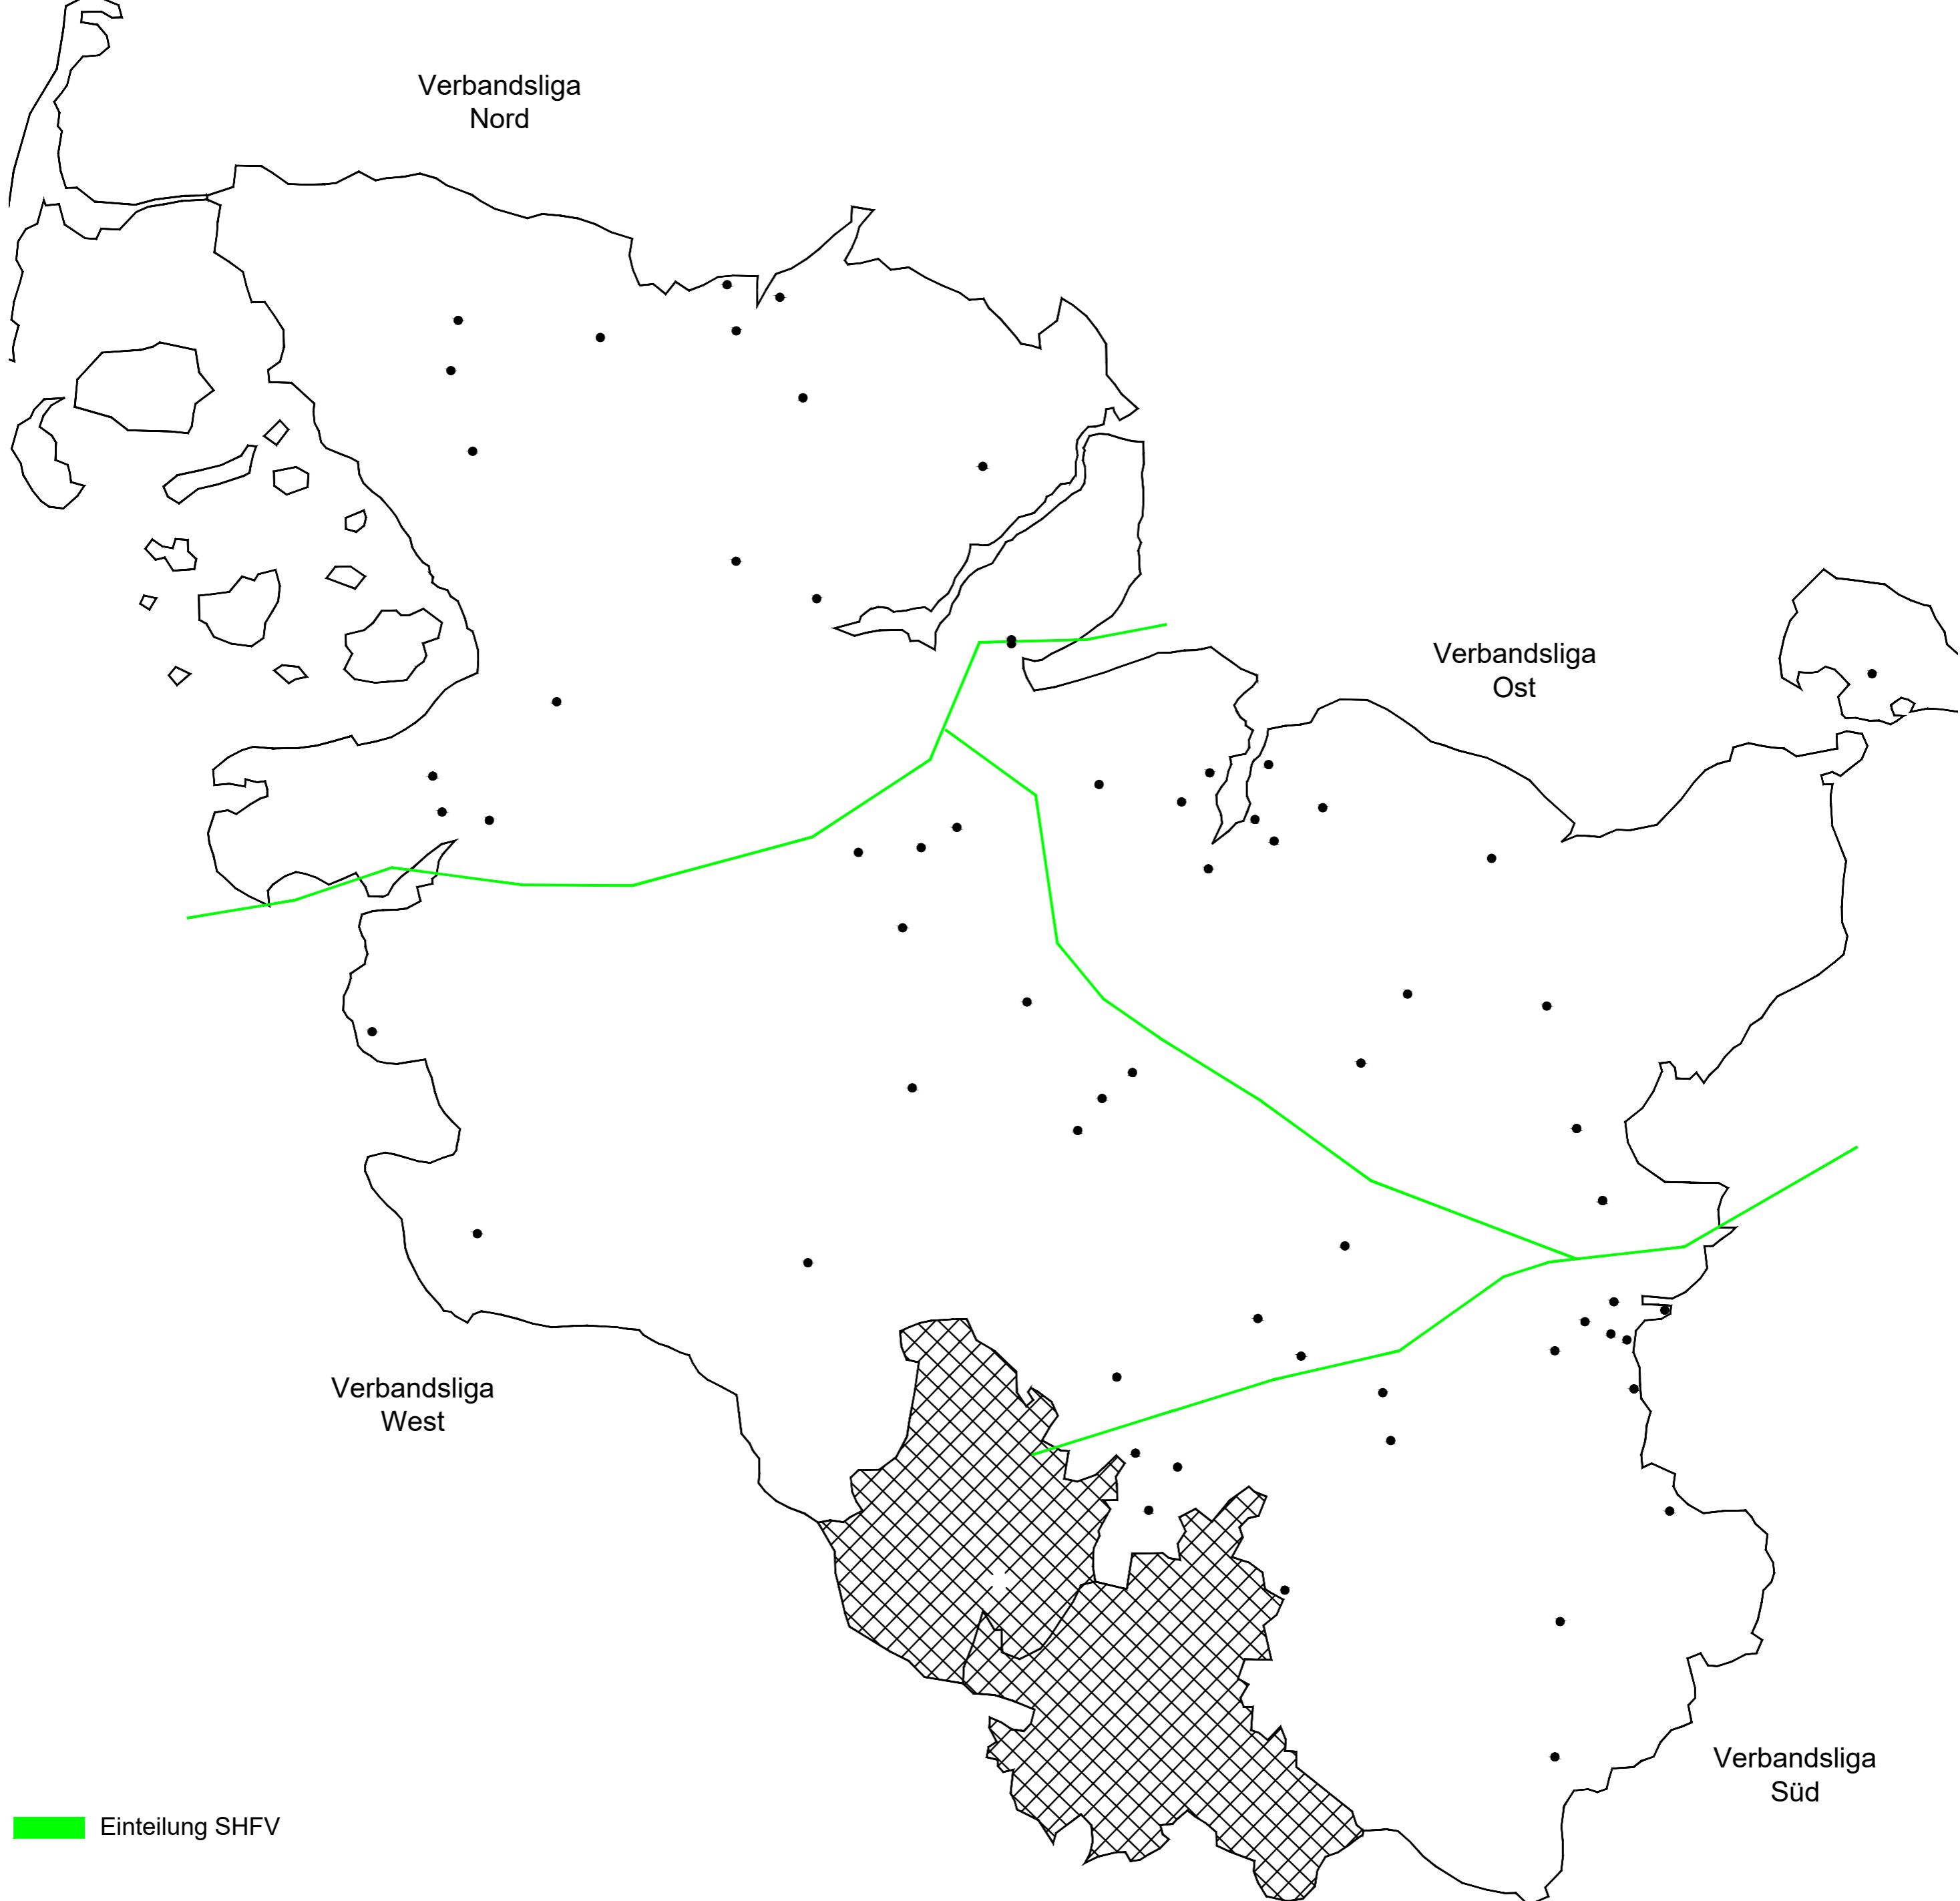 Verbandsliga
Nord
Verbandsliga
Ost
Verbandsliga
West
Verbandsliga
Süd
Einteilung SHFV